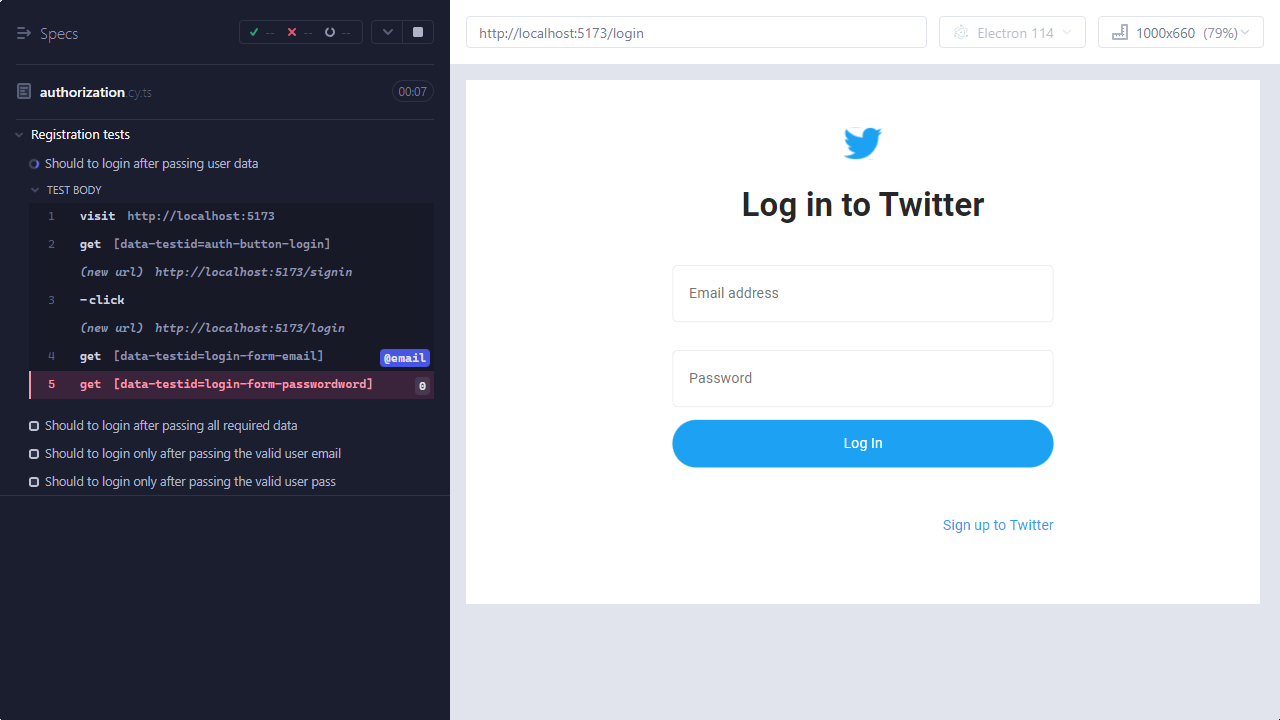 Specs
-- -- --
authorization.cy.ts 00:07
Registration tests
Should to login after passing user data
TEST BODY
1 visit http://localhost:5173
2 get [data-testid=auth-button-login]
(new url) http://localhost:5173/signin
3 -click
(new url) http://localhost:5173/login
4 get [data-testid=login-form-email] @email
5 get [data-testid=login-form-passwordword] 0
Should to login after passing all required data
Should to login only after passing the valid user email
Should to login only after passing the valid user pass
http://localhost:5173/login
Electron 114
1000x660 (79%)
Log in to Twitter
Email address
Password
Log In
Sign up to Twitter